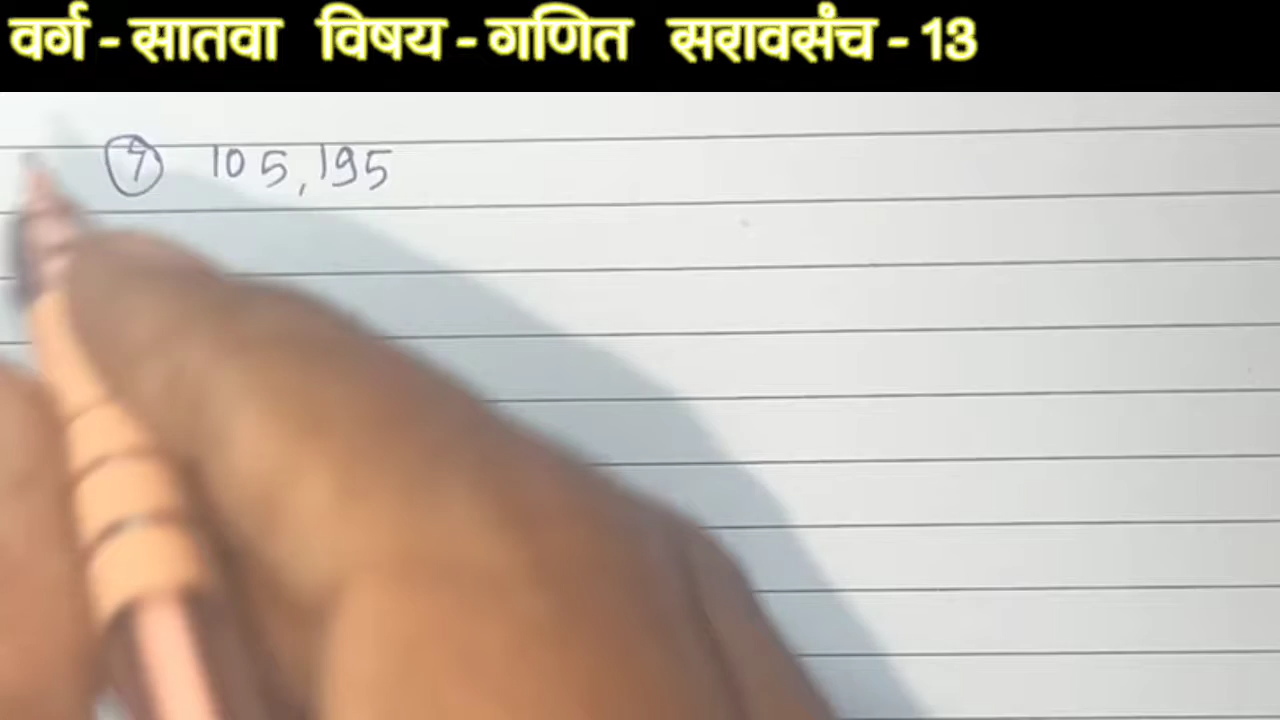 वर्ग - सातवा विषय - गणित सरावसंच - 13
7 105, 195